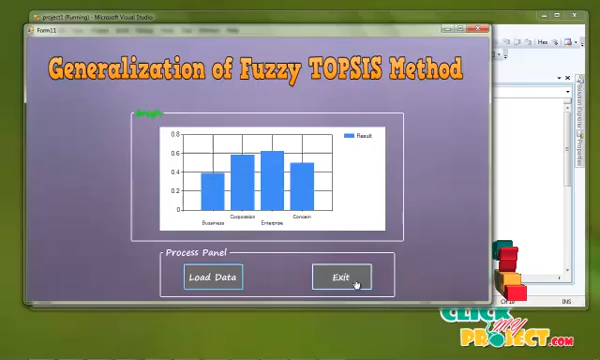 project1 (Running) - Microsoft Visual Studio
Form11
Generalization of Fuzzy TOPSIS Method
Graph
0.8
0.6
0.4
0.2
0
Bussiness
Corporation
Enterprise
Concern
Result
Process Panel
Load Data
Exit
Hex
Solution Explorer
Properties
INS
CLICK
my
PROJECT.COM